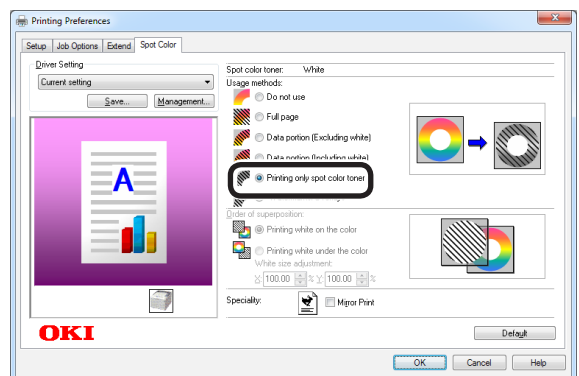 Printing Preferences
Setup Job Options Extend Spot Color
Driver Setting
Current setting
Save... Management...
A
OKI
Spot color toner: White
Usage methods:
Do not use
Full page
Data portion (Excluding white)
Data portion (Including white)
Printing only spot color toner
Order of superposition:
Printing white on the color
Printing white under the color
White size adjustment:
X: 100.00 % Y: 100.00 %
Speciality: Mirror Print
Default
OK Cancel Help